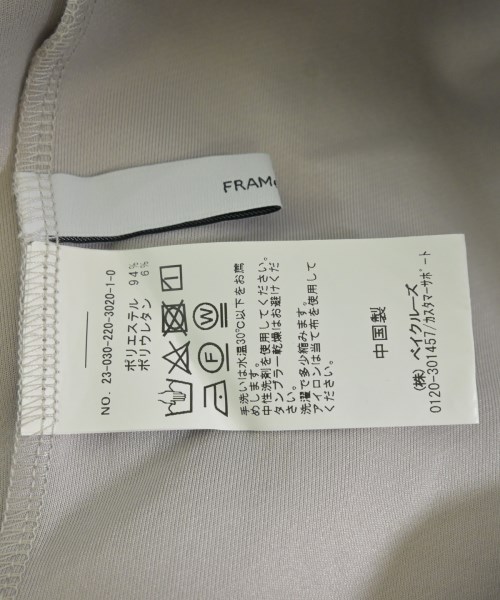 FRAMe
NO. 23-030-220-3020-1-0
ポリエステル 94%
ポリウレタン 6%
1
F W
手洗いは水温30℃以下をお薦
めします。
中性洗剤を使用してください。
タンブラー乾燥はお避けくだ
さい。
洗濯で多少縮みます。
アイロンは当て布を使用して
ください。
中国製
(株) ベイクルーズ
0120-301457/カスタマーサポート